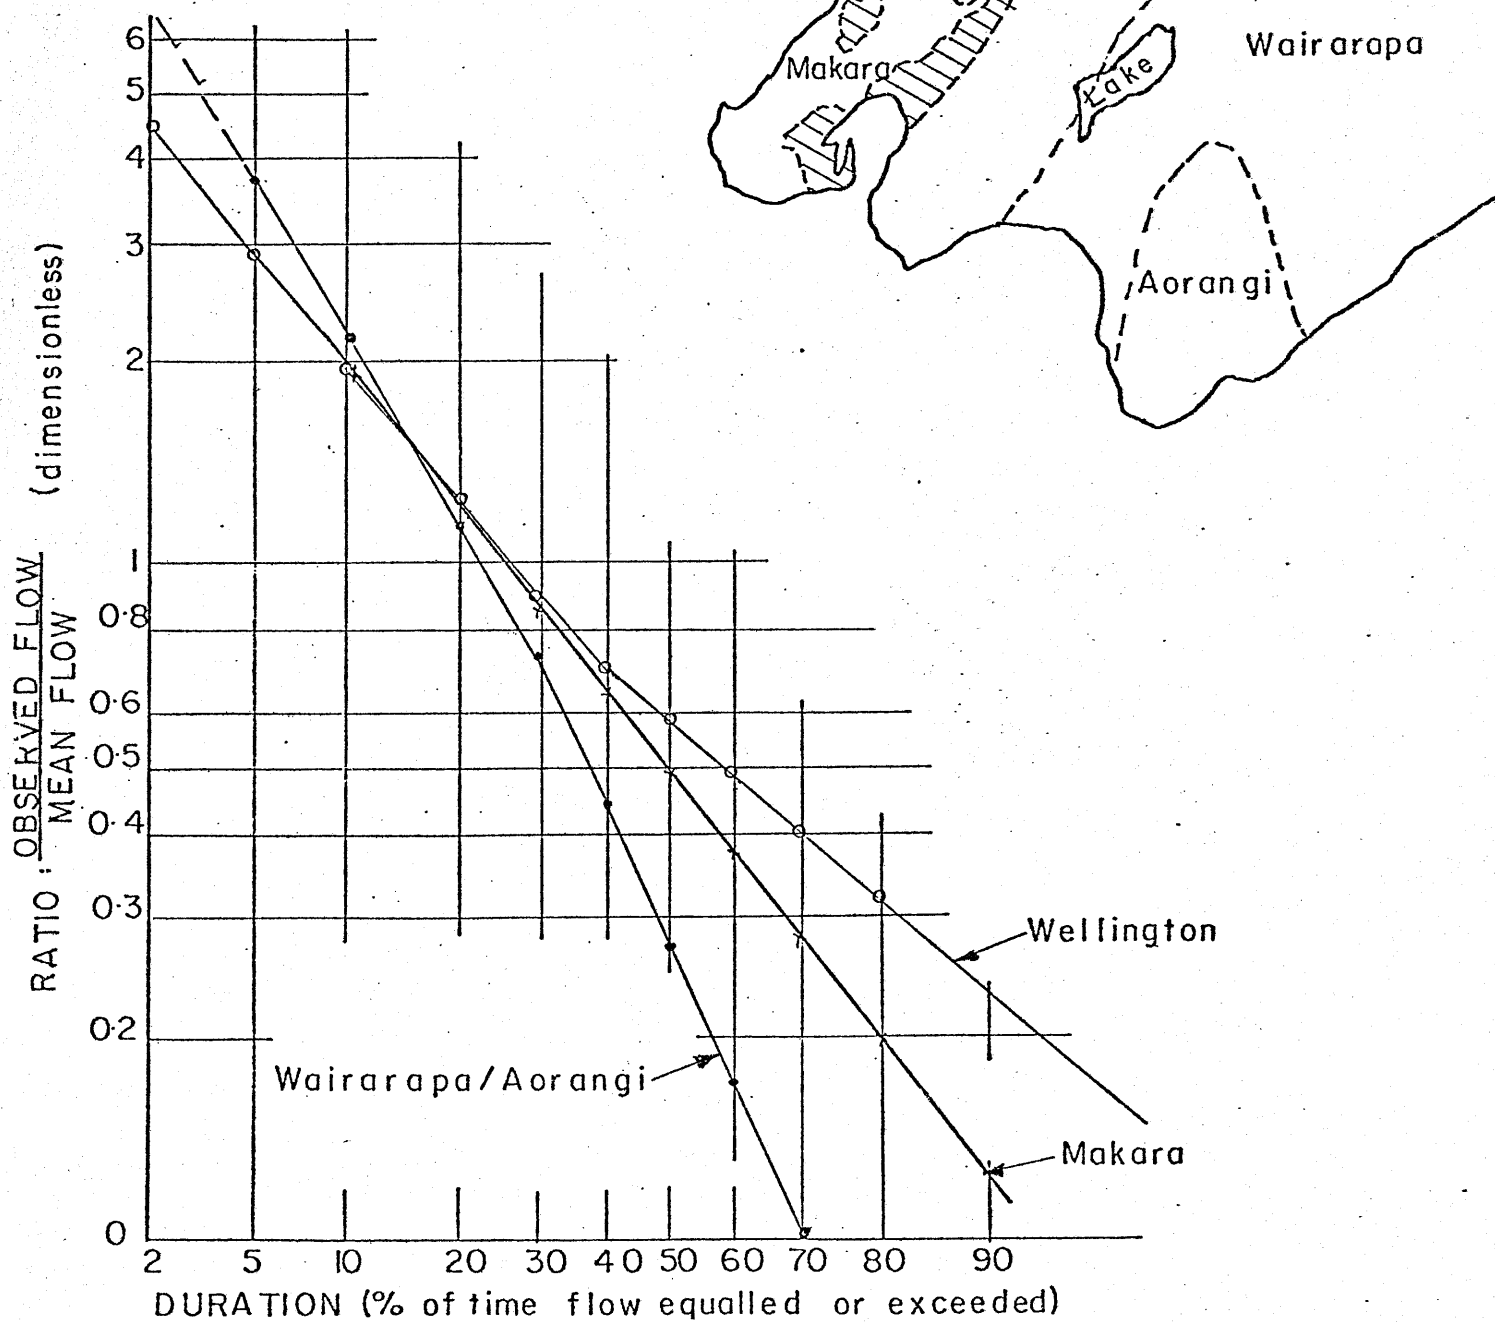 6
5
4
3
2
1
0·8
0·6
0·5
0·4
0·3
0·2
0
RATIO : OBSERVED FLOW (dimensionless)
MEAN FLOW
Makara
Lake
Wairarapa
Aorangi
Wellington
Wairarapa/Aorangi
Makara
2 5 10 20 30 40 50 60 70 80 90
DURATION (% of time flow equalled or exceeded)